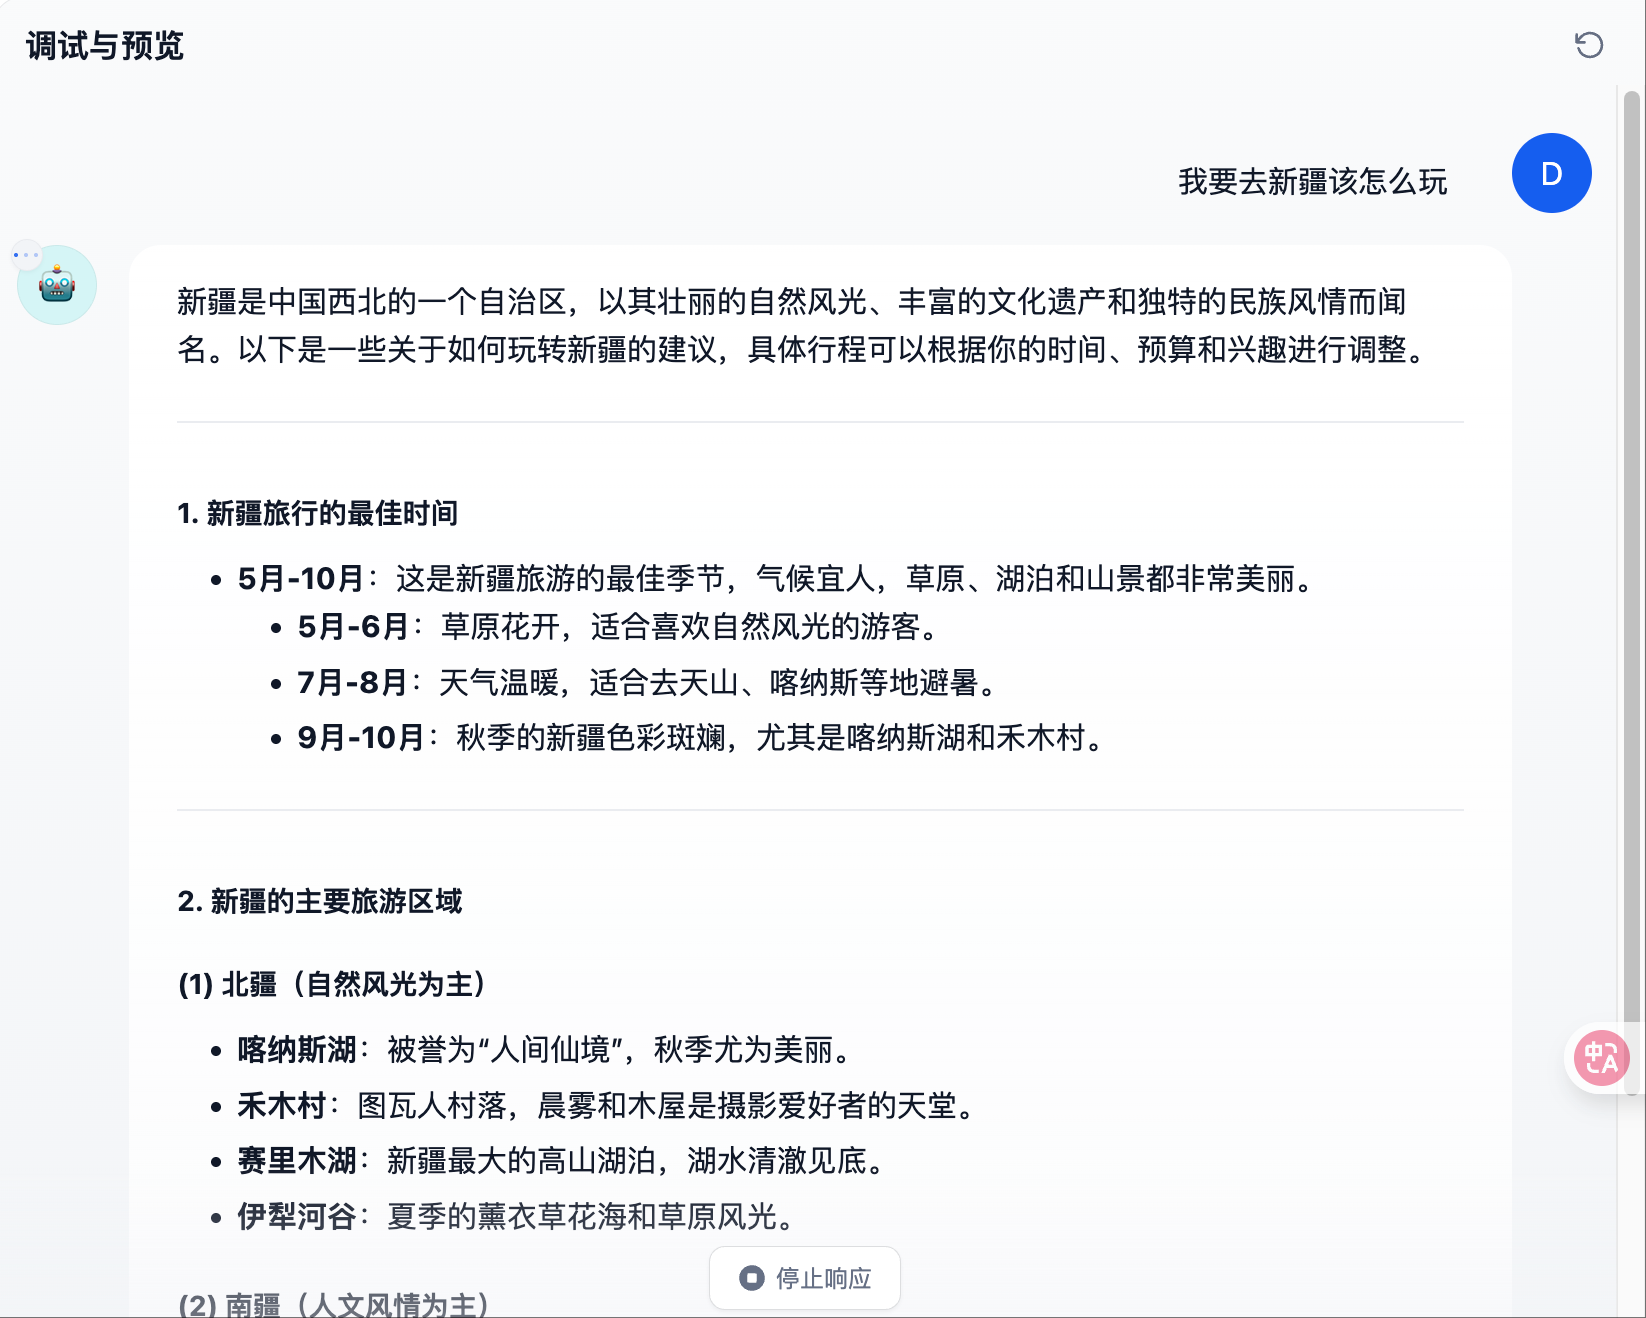 调试与预览
我要去新疆该怎么玩
D
新疆是中国西北的一个自治区，以其壮丽的自然风光、丰富的文化遗产和独特的民族风情而闻
名。以下是一些关于如何玩转新疆的建议，具体行程可以根据你的时间、预算和兴趣进行调整。
1. 新疆旅行的最佳时间
5月-10月：这是新疆旅游的最佳季节，气候宜人，草原、湖泊和山景都非常美丽。
5月-6月：草原花开，适合喜欢自然风光的游客。
7月-8月：天气温暖，适合去天山、喀纳斯等地避暑。
9月-10月：秋季的新疆色彩斑斓，尤其是喀纳斯湖和禾木村。
2. 新疆的主要旅游区域
(1) 北疆（自然风光为主）
喀纳斯湖：被誉为“人间仙境”，秋季尤为美丽。
禾木村：图瓦人村落，晨雾和木屋是摄影爱好者的天堂。
赛里木湖：新疆最大的高山湖泊，湖水清澈见底。
伊犁河谷：夏季的薰衣草花海和草原风光。
中A
停止响应
(2) 南疆（人文风情为主）